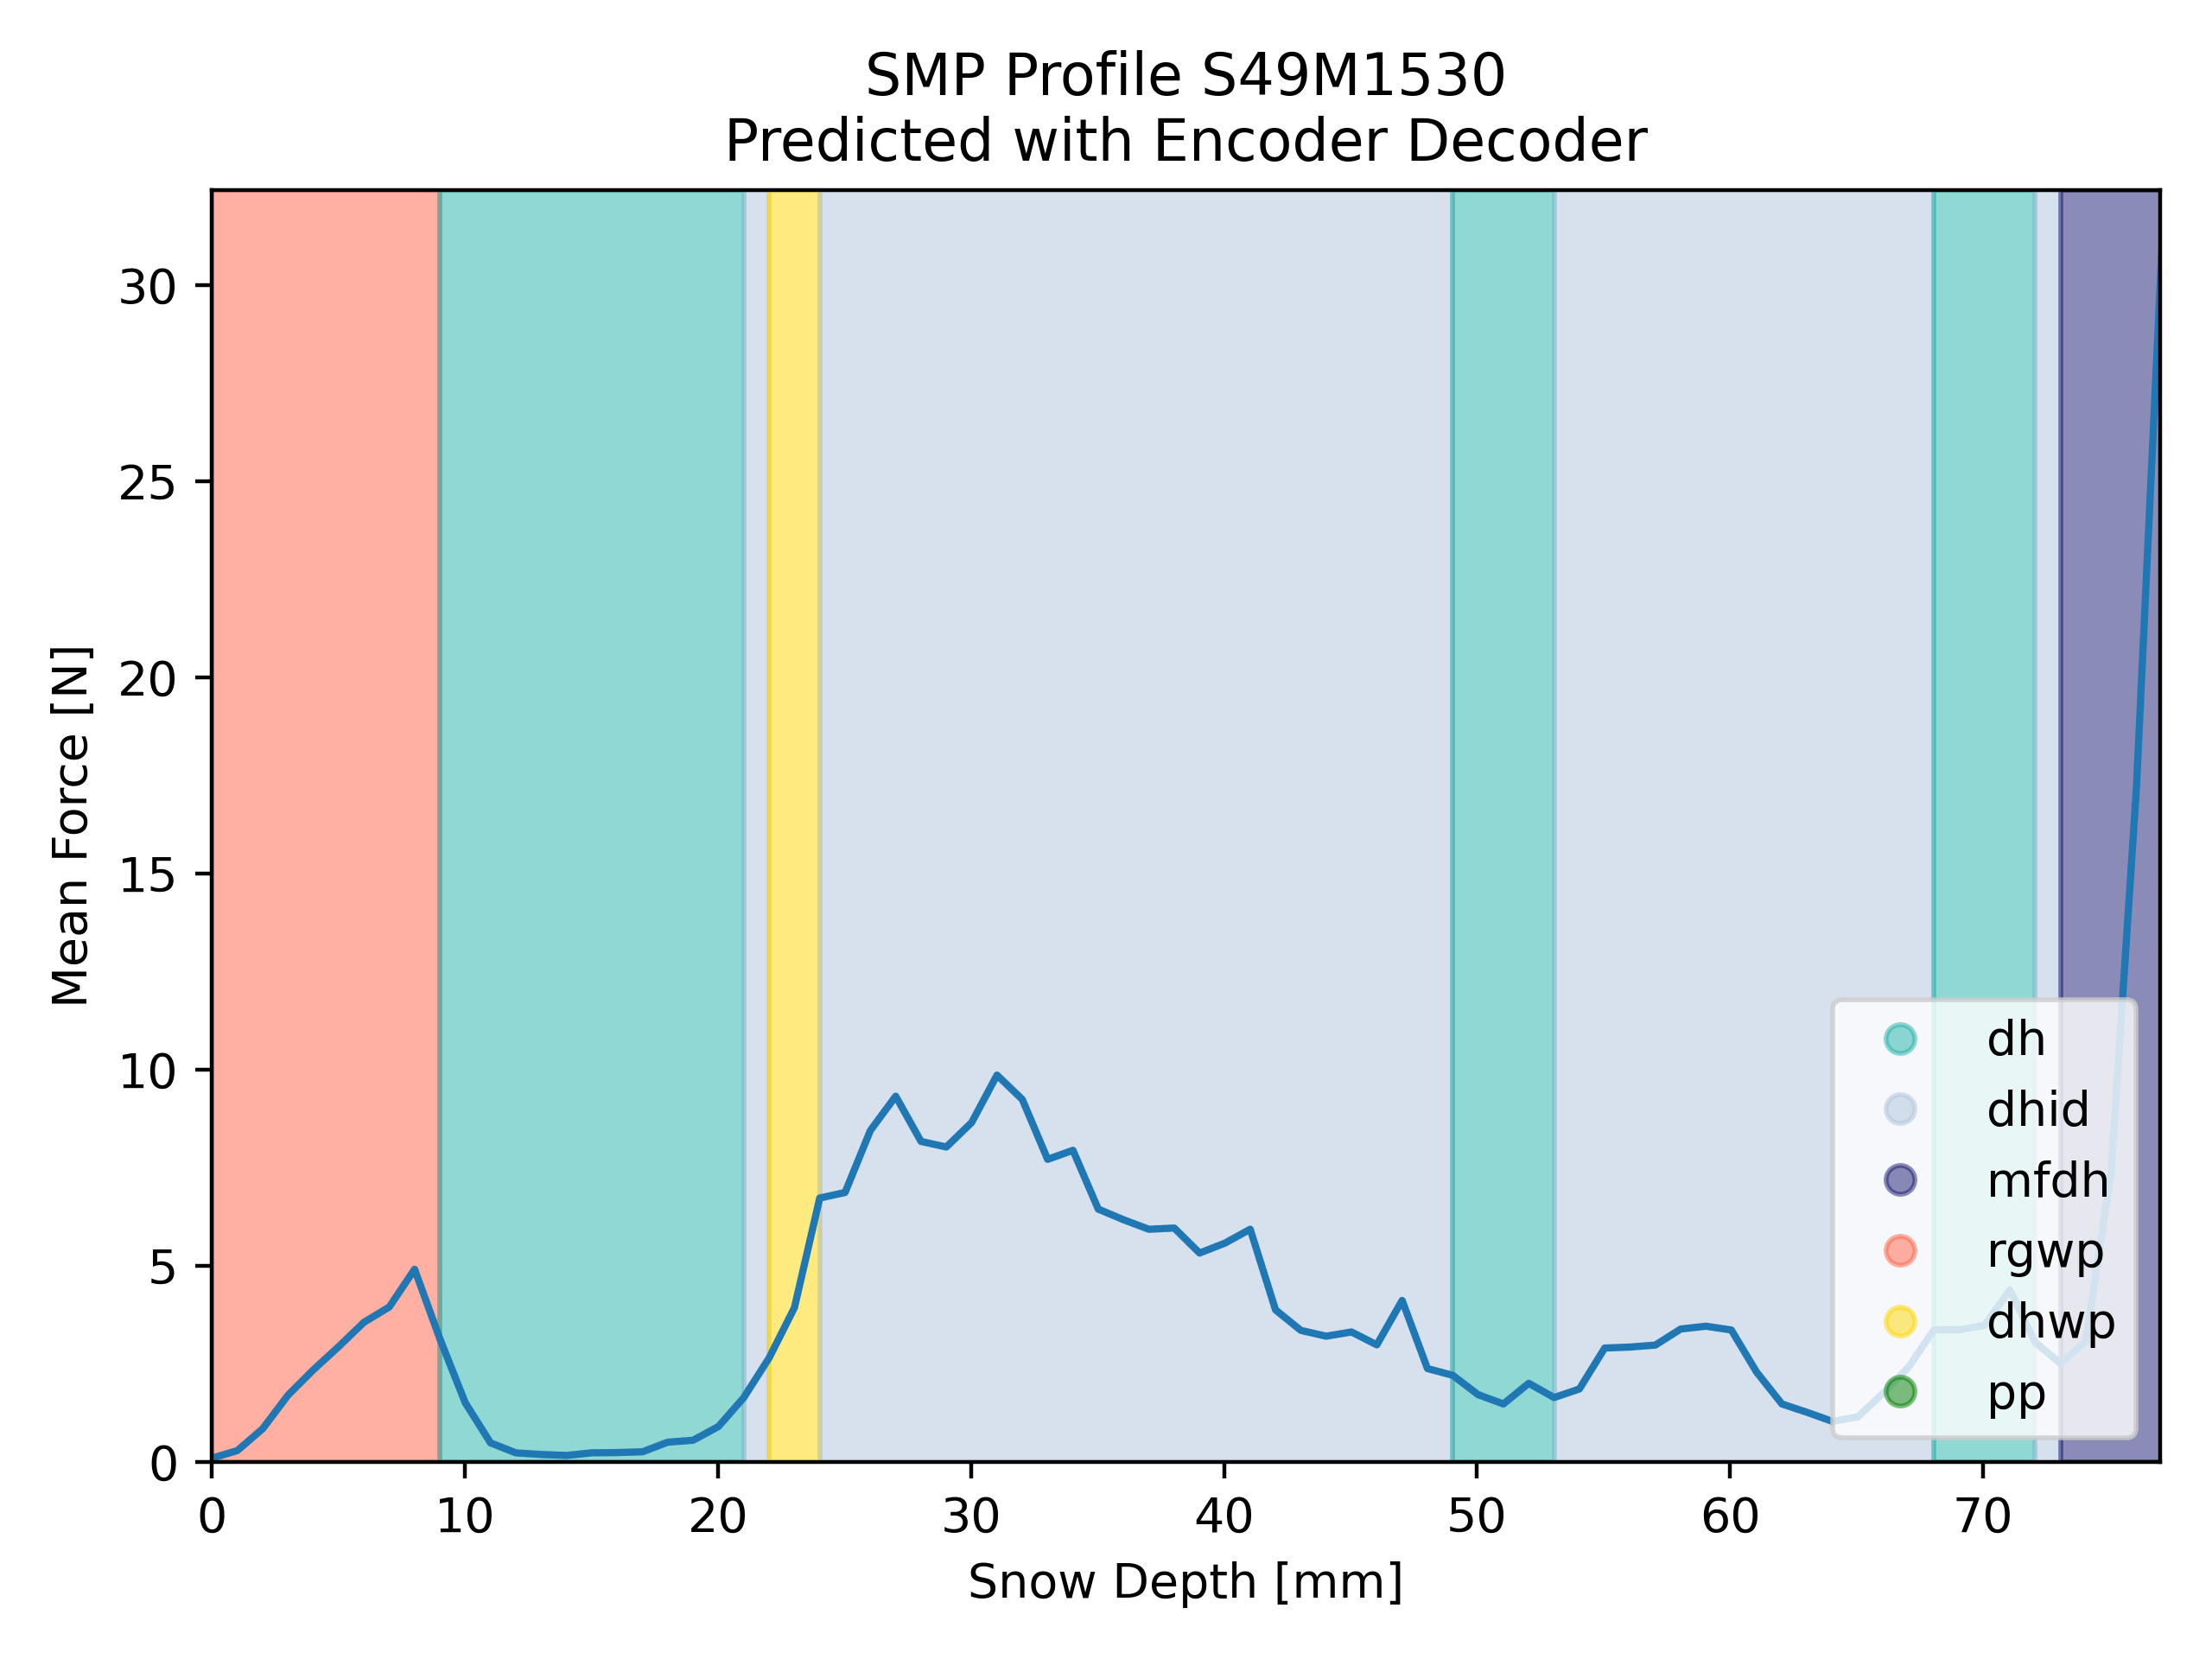 SMP Profile S49M1530
Predicted with Encoder Decoder
Mean Force [N]
30
25
20
15
10
5
0
0 10 20 30 40 50 60 70
Snow Depth [mm]
dh
dhid
mfdh
rgwp
dhwp
pp